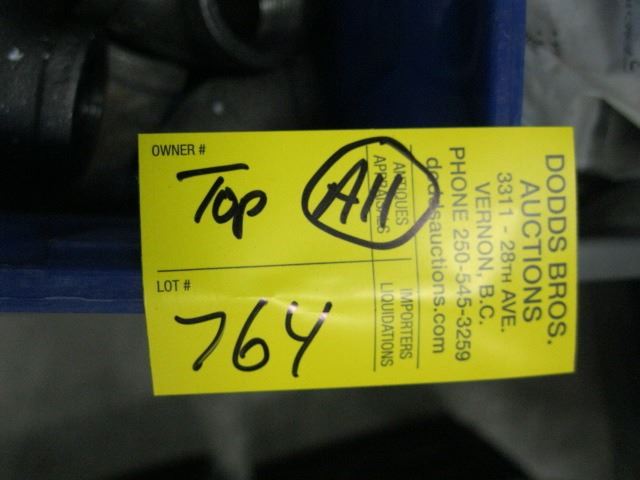 OWNER #
Top
All
LOT #
764
ANTIQUES
APPRAISALS
IMPORTERS
LIQUIDATIONS
DODDS BROS.
AUCTIONS
3311 - 28TH AVE.
VERNON, B.C.
PHONE 250-545-3259
doddsauctions.com